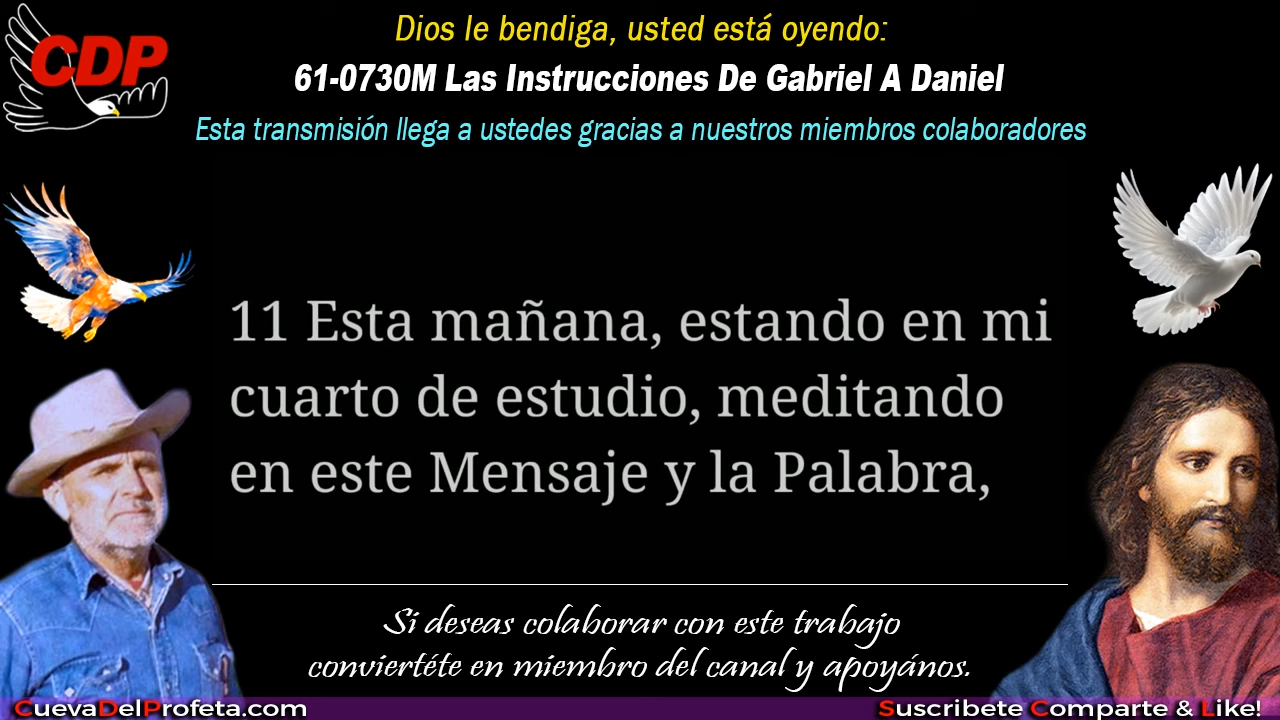 CDP
Dios le bendiga, usted está oyendo:
61-0730M Las Instrucciones De Gabriel A Daniel
Esta transmisión llega a ustedes gracias a nuestros miembros colaboradores
11 Esta mañana, estando en mi
cuarto de estudio, meditando
en este Mensaje y la Palabra,
Si deseas colaborar con este trabajo
conviertéte en miembro del canal y apoyános.
CuevaDelProfeta.com
Suscribete Comparte & Like!